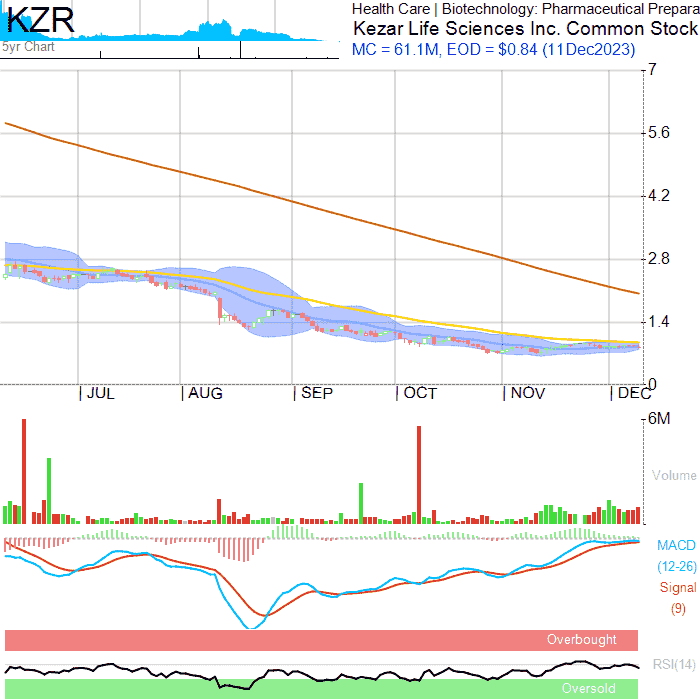 KZR
5yr Chart
Health Care | Biotechnology: Pharmaceutical Prepara
Kezar Life Sciences Inc. Common Stock
MC = 61.1M, EOD = $0.84 (11Dec2023)
7
5.6
4.2
2.8
1.4
0
JUL AUG SEP OCT NOV DEC
6M
Volume
MACD
(12-26)
Signal
(9)
Overbought
RSI(14)
Oversold